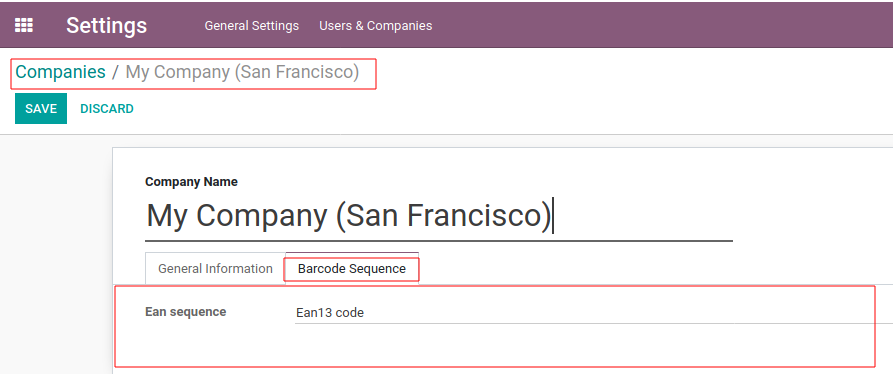 Settings General Settings Users & Companies
Companies / My Company (San Francisco)
SAVE DISCARD
Company Name
My Company (San Francisco)
General Information Barcode Sequence
Ean sequence Ean13 code